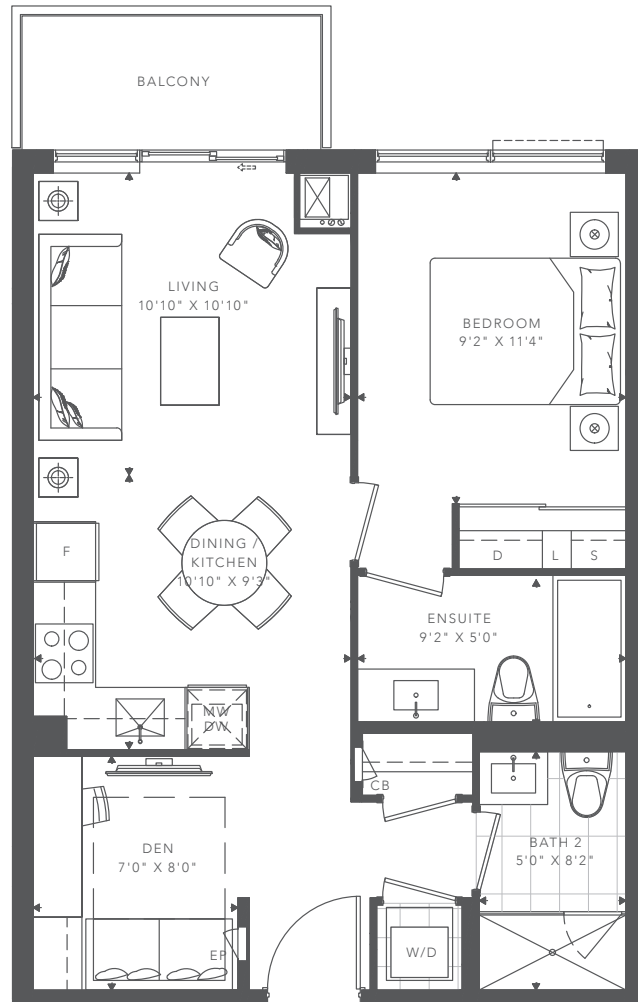 BALCONY
LIVING
10'10" X 10'10"
BEDROOM
9'2" X 11'4"
F
DINING /
KITCHEN
10'10" X 9'3"
D
L
S
ENSUITE
9'2" X 5'0"
MW
DW
CB
DEN
7'0" X 8'0"
BATH 2
5'0" X 8'2"
EP
W/D